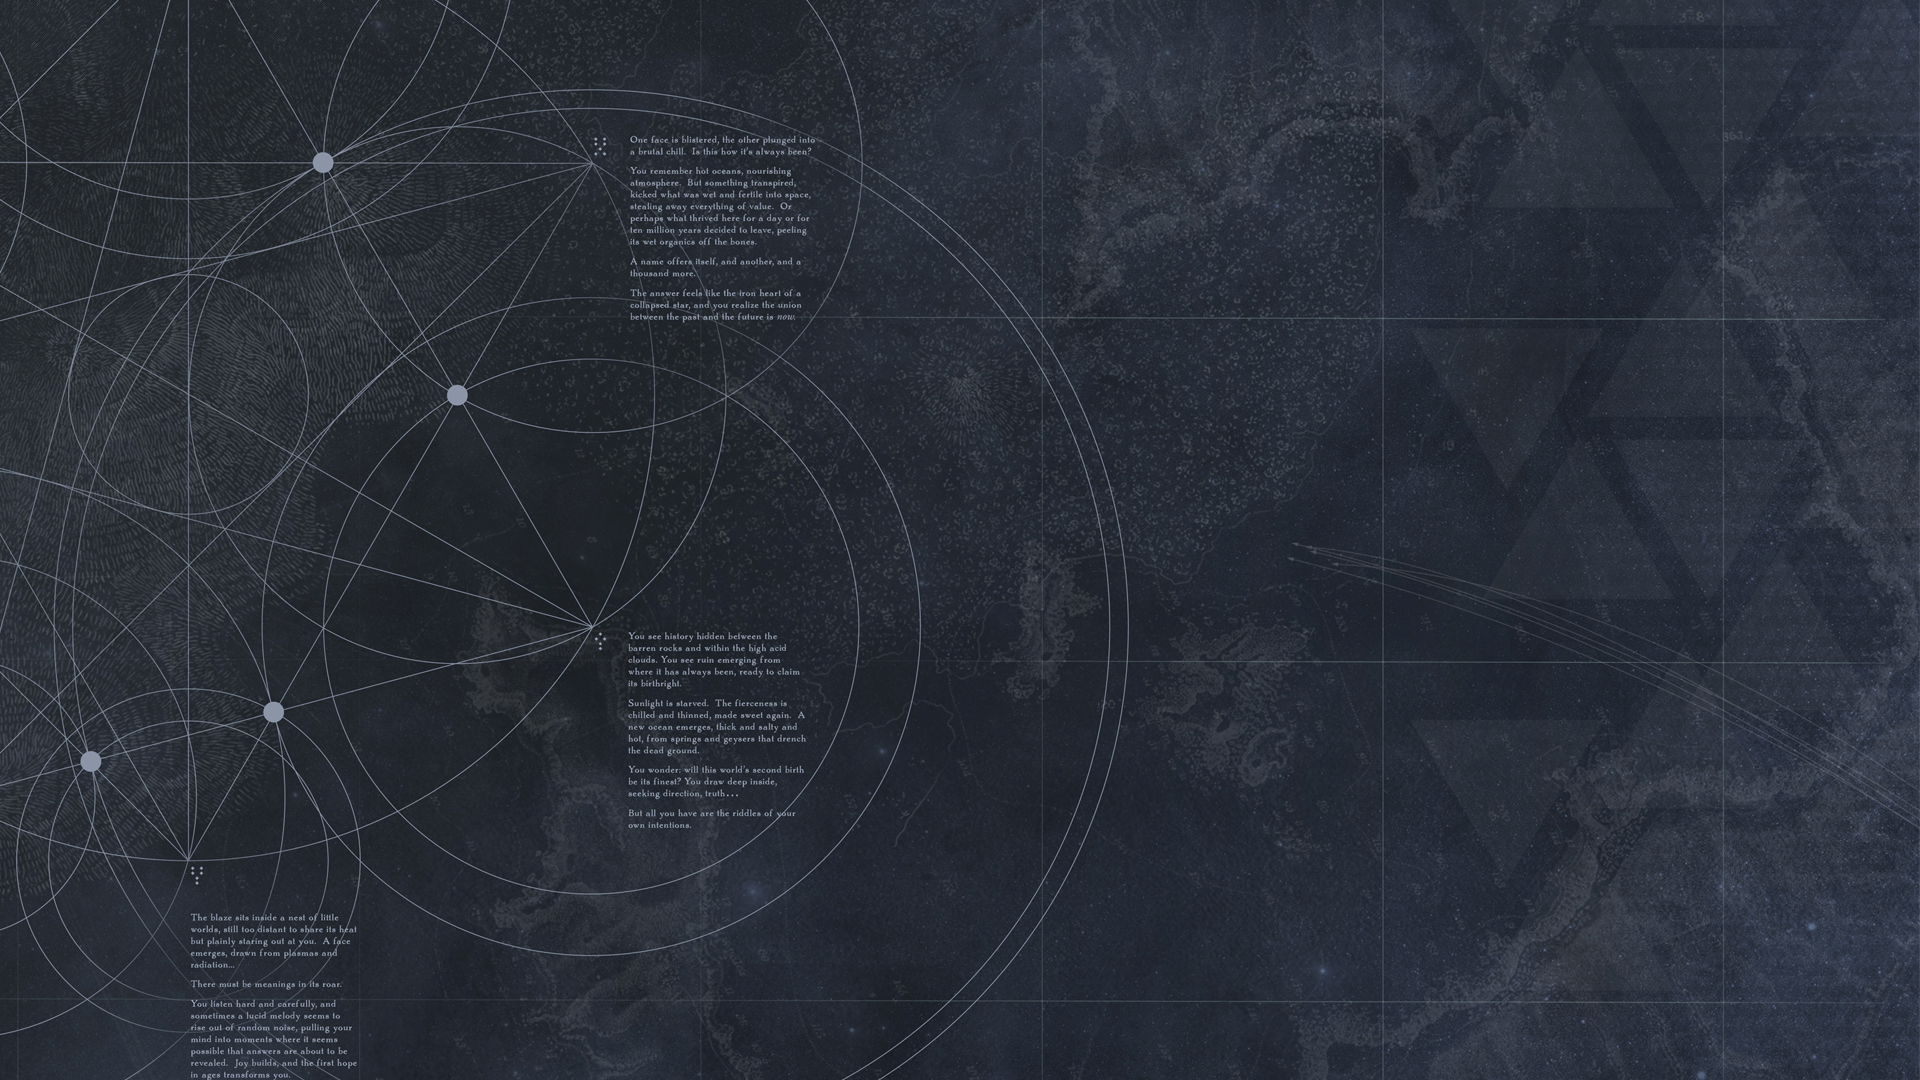 One face is blistered, the other plunged into
a brutal chill. Is this how it's always been?
You remember hot oceans, nourishing
atmosphere. But something transpired,
kicked what was wet and fertile into space,
stealing away everything of value. Or
perhaps what thrived here for a day or for
ten million years decided to leave, peeling
its wet organics off the bones.
A name offers itself, and another, and a
thousand more.
The answer feels like the iron heart of a
collapsed star, and you realize the union
between the past and the future is now.
You see history hidden between the
barren rocks and within the high acid
clouds. You see ruin emerging from
where it has always been, ready to claim
its birthright.
Sunlight is starved. The fierceness is
chilled and thinned, made sweet again. A
new ocean emerges, thick and salty and
hot, from springs and geysers that drench
the dead ground.
You wonder: will this world's second birth
be its finest? You draw deep inside,
seeking direction, truth...
But all you have are the riddles of your
own intentions.
The blaze sits inside a nest of little
worlds, still too distant to share its heat
but plainly staring out at you. A face
emerges, drawn from plasmas and
radiation...
There must be meanings in its roar.
You listen hard and carefully, and
sometimes a lucid melody seems to
rise out of random noise, pulling your
mind into moments where it seems
possible that answers are about to be
revealed. Joy builds, and the first hope
in ages transforms you.